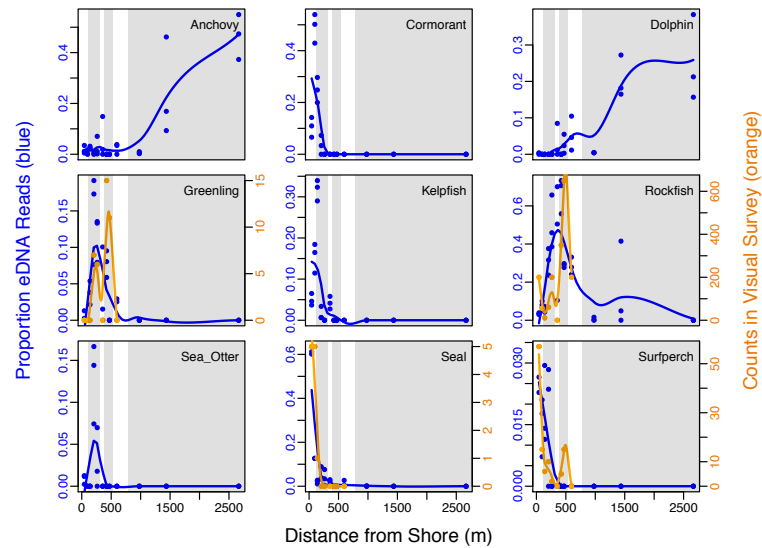 Proportion eDNA Reads (blue)
Anchovy
0.0 0.2 0.4
Cormorant
0.0 0.1 0.2 0.3 0.4 0.5
Dolphin
0.0 0.1 0.2 0.3
Greenling
0.00 0.05 0.10 0.15
0 5 10 15
Kelpfish
0.00 0.10 0.20 0.30
Rockfish
0.0 0.2 0.4 0.6
0 200 400 600
Sea_Otter
0.00 0.05 0.10 0.15
0 500 1500 2500
Seal
0.0 0.2 0.4 0.6
0 1 2 3 4 5
0 500 1500 2500
Surfperch
0.000 0.015 0.030
0 10 30 50
0 500 1500 2500
Counts in Visual Survey (orange)
Distance from Shore (m)